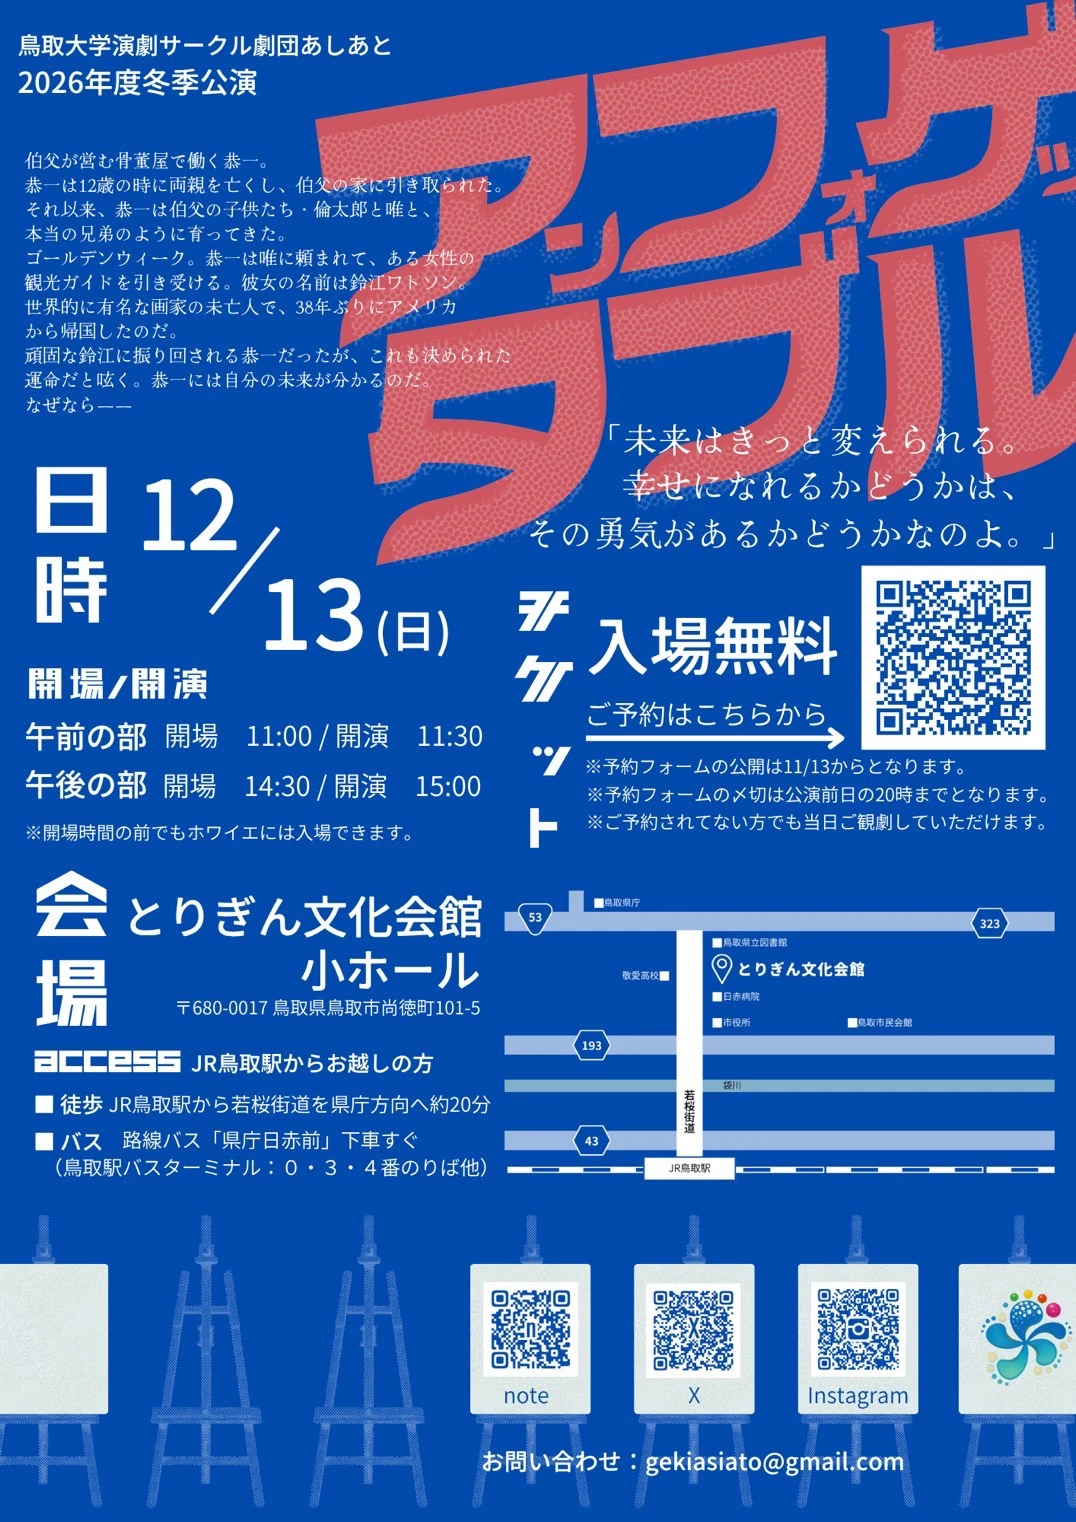 鳥取大学演劇サークル劇団あしあと
2026年度冬季公演
アンフォゲッ
タブル
伯父が営む骨董屋で働く恭一。
恭一は12歳の時に両親を亡くし、伯父の家に引き取られた。
それ以来、恭一は伯父の子供たち・倫太郎と唯と、
本当の兄弟のように育ってきた。
ゴールデンウィーク。恭一は唯に頼まれて、ある女性の
観光ガイドを引き受ける。彼女の名前は鈴江ワトソン。
世界的に有名な画家の未亡人で、38年ぶりにアメリカ
から帰国したのだ。
頑固な鈴江に振り回される恭一だったが、これも決められた
運命だと呟く。恭一には自分の未来が分かるのだ。
なぜなら——
「未来はきっと変えられる。
幸せになれるかどうかは、
その勇気があるかどうかなのよ。」
日時
12/13(日)
開場/開演
午前の部 開場 11:00 / 開演 11:30
午後の部 開場 14:30 / 開演 15:00
※開場時間の前でもホワイエには入場できます。
チケット
入場無料
ご予約はこちらから
※予約フォームの公開は11/13からとなります。
※予約フォームの〆切は公演前日の20時までとなります。
※ご予約されてない方でも当日ご観劇していただけます。
会場
とりぎん文化会館
小ホール
〒680-0017 鳥取県鳥取市尚徳町101-5
access JR鳥取駅からお越しの方
■ 徒歩 JR鳥取駅から若桜街道を県庁方向へ約20分
■ バス 路線バス「県庁日赤前」下車すぐ
（鳥取駅バスターミナル：０・３・４番のりば他）
■鳥取県庁
53
323
■鳥取県立図書館
敬愛高校■
とりぎん文化会館
■日赤病院
■市役所
■鳥取市民会館
193
袋川
若桜街道
43
JR鳥取駅
n
X
note
X
Instagram
お問い合わせ：gekiasiato@gmail.com